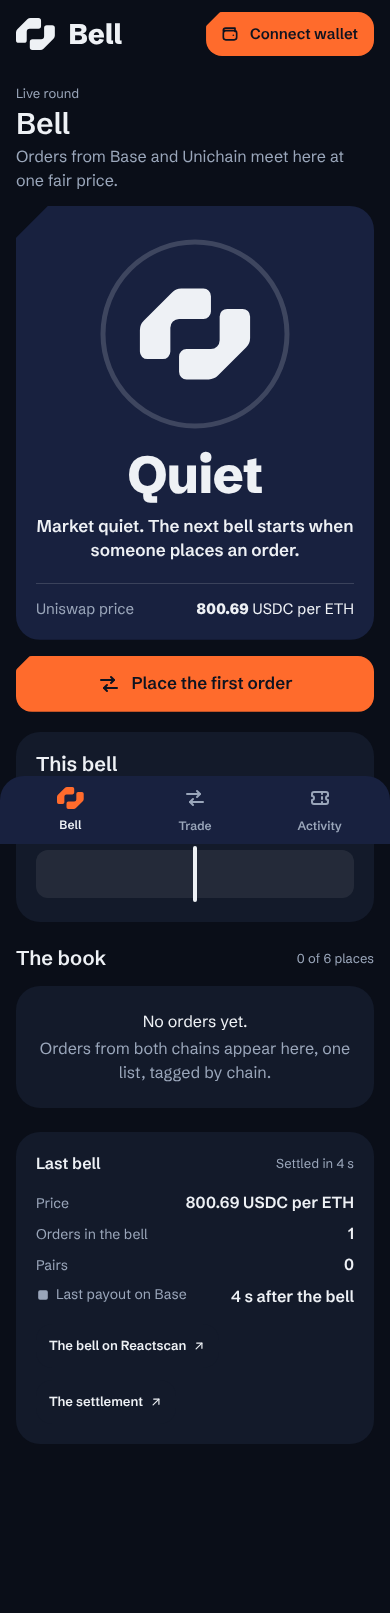 Bell
Connect wallet
Live round
Bell
Orders from Base and Unichain meet here at
one fair price.
Quiet
Market quiet. The next bell starts when
someone places an order.
Uniswap price
800.69 USDC per ETH
Place the first order
This bell
Bell
Trade
Activity
The book
0 of 6 places
No orders yet.
Orders from both chains appear here, one
list, tagged by chain.
Last bell
Settled in 4 s
Price
800.69 USDC per ETH
Orders in the bell
1
Pairs
0
Last payout on Base
4 s after the bell
The bell on Reactscan
The settlement